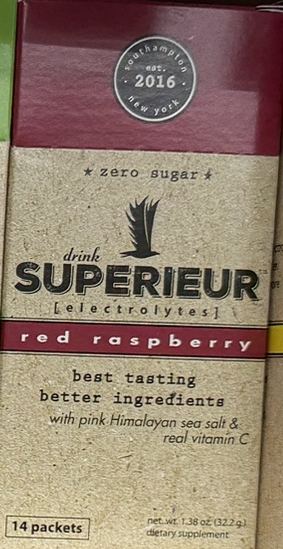 southampton
est.
2016
new york
★ zero sugar ★
drink
SUPERIEUR
[electrolytes]
red raspberry
best tasting
better ingredients
with pink Himalayan sea salt &
real vitamin C
14 packets
net. wt. 1.38 oz. (32.2 g)
dietary supplement